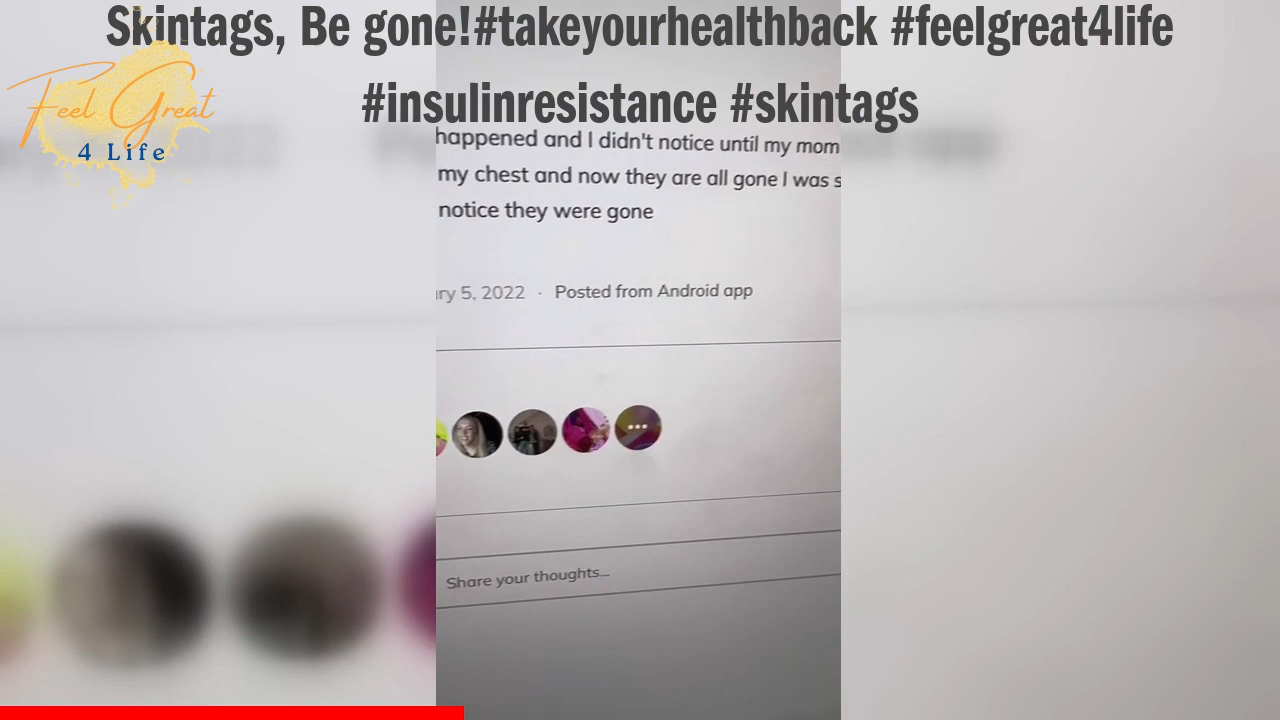 Skintags, Be gone!#takeyourhealthback #feelgreat4life
#insulinresistance #skintags
Feel Great
4 Life
happened and I didn't notice until my mom
my chest and now they are all gone I was s
notice they were gone
ary 5, 2022 · Posted from Android app
Share your thoughts...